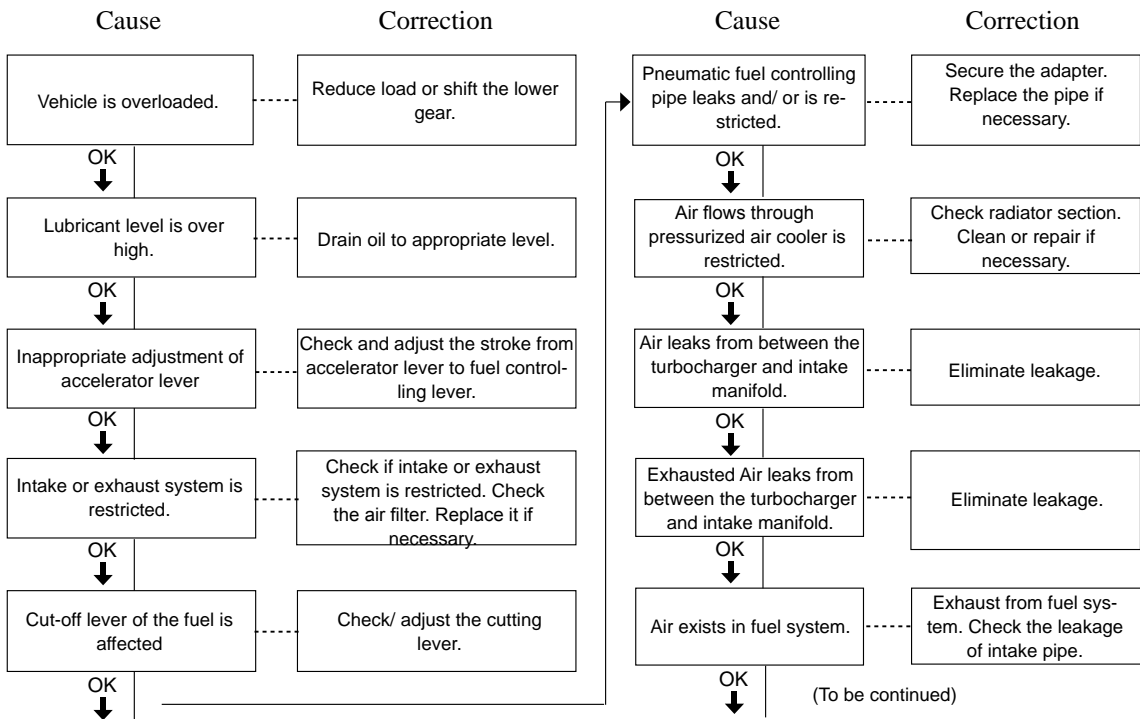 Cause
Correction
Vehicle is overloaded.
Reduce load or shift the lower
gear.
OK
Lubricant level is over
high.
Drain oil to appropriate level.
OK
Inappropriate adjustment of
accelerator lever
Check and adjust the stroke from
accelerator lever to fuel control-
ling lever.
OK
Intake or exhaust system is
restricted.
Check if intake or exhaust
system is restricted. Check
the air filter. Replace it if
necessary.
OK
Cut-off lever of the fuel is
affected
Check/ adjust the cutting
lever.
OK
Cause
Correction
Pneumatic fuel controlling
pipe leaks and/ or is re-
stricted.
Secure the adapter.
Replace the pipe if
necessary.
OK
Air flows through
pressurized air cooler is
restricted.
Check radiator section.
Clean or repair if
necessary.
OK
Air leaks from between the
turbocharger and intake
manifold.
Eliminate leakage.
OK
Exhausted Air leaks from
between the turbocharger
and intake manifold.
Eliminate leakage.
OK
Air exists in fuel system.
Exhaust from fuel sys-
tem. Check the leakage
of intake pipe.
OK
(To be continued)